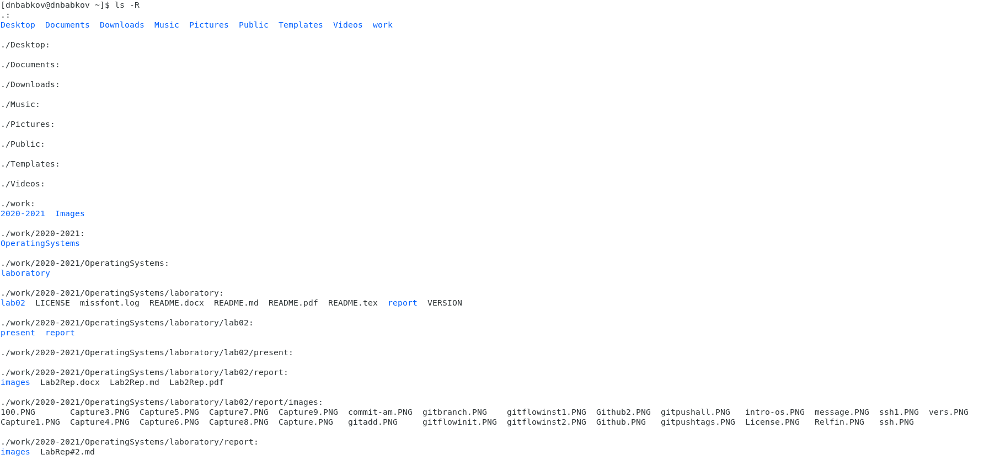 [dnbabkov@dnbabkov ~]$ ls -R
.:
Desktop  Documents  Downloads  Music  Pictures  Public  Templates  Videos  work

./Desktop:

./Documents:

./Downloads:

./Music:

./Pictures:

./Public:

./Templates:

./Videos:

./work:
2020-2021  Images

./work/2020-2021:
OperatingSystems

./work/2020-2021/OperatingSystems:
laboratory

./work/2020-2021/OperatingSystems/laboratory:
lab02  LICENSE  missfont.log  README.docx  README.md  README.pdf  README.tex  report  VERSION

./work/2020-2021/OperatingSystems/laboratory/lab02:
present  report

./work/2020-2021/OperatingSystems/laboratory/lab02/present:

./work/2020-2021/OperatingSystems/laboratory/lab02/report:
images  Lab2Rep.docx  Lab2Rep.md  Lab2Rep.pdf

./work/2020-2021/OperatingSystems/laboratory/lab02/report/images:
100.PNG       Capture3.PNG  Capture5.PNG  Capture7.PNG  Capture9.PNG  commit-am.PNG  gitbranch.PNG    gitflowinst1.PNG  Github2.PNG  gitpushall.PNG   intro-os.PNG  message.PNG  ssh1.PNG  vers.PNG
Capture1.PNG  Capture4.PNG  Capture6.PNG  Capture8.PNG  Capture.PNG   gitadd.PNG     gitflowinit.PNG  gitflowinst2.PNG  Github.PNG   gitpushtags.PNG  License.PNG   Relfin.PNG   ssh.PNG

./work/2020-2021/OperatingSystems/laboratory/report:
images  LabRep#2.md